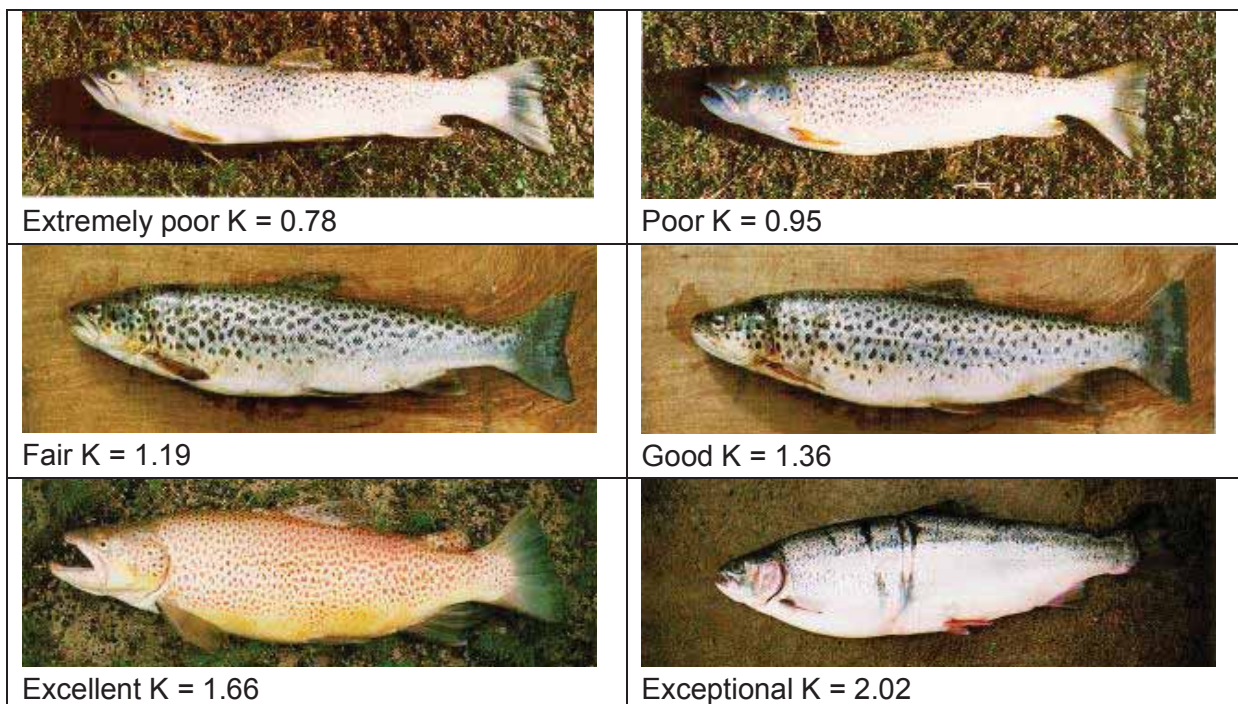 Extremely poor K = 0.78
Poor K = 0.95
Fair K = 1.19
Good K = 1.36
Excellent K = 1.66
Exceptional K = 2.02